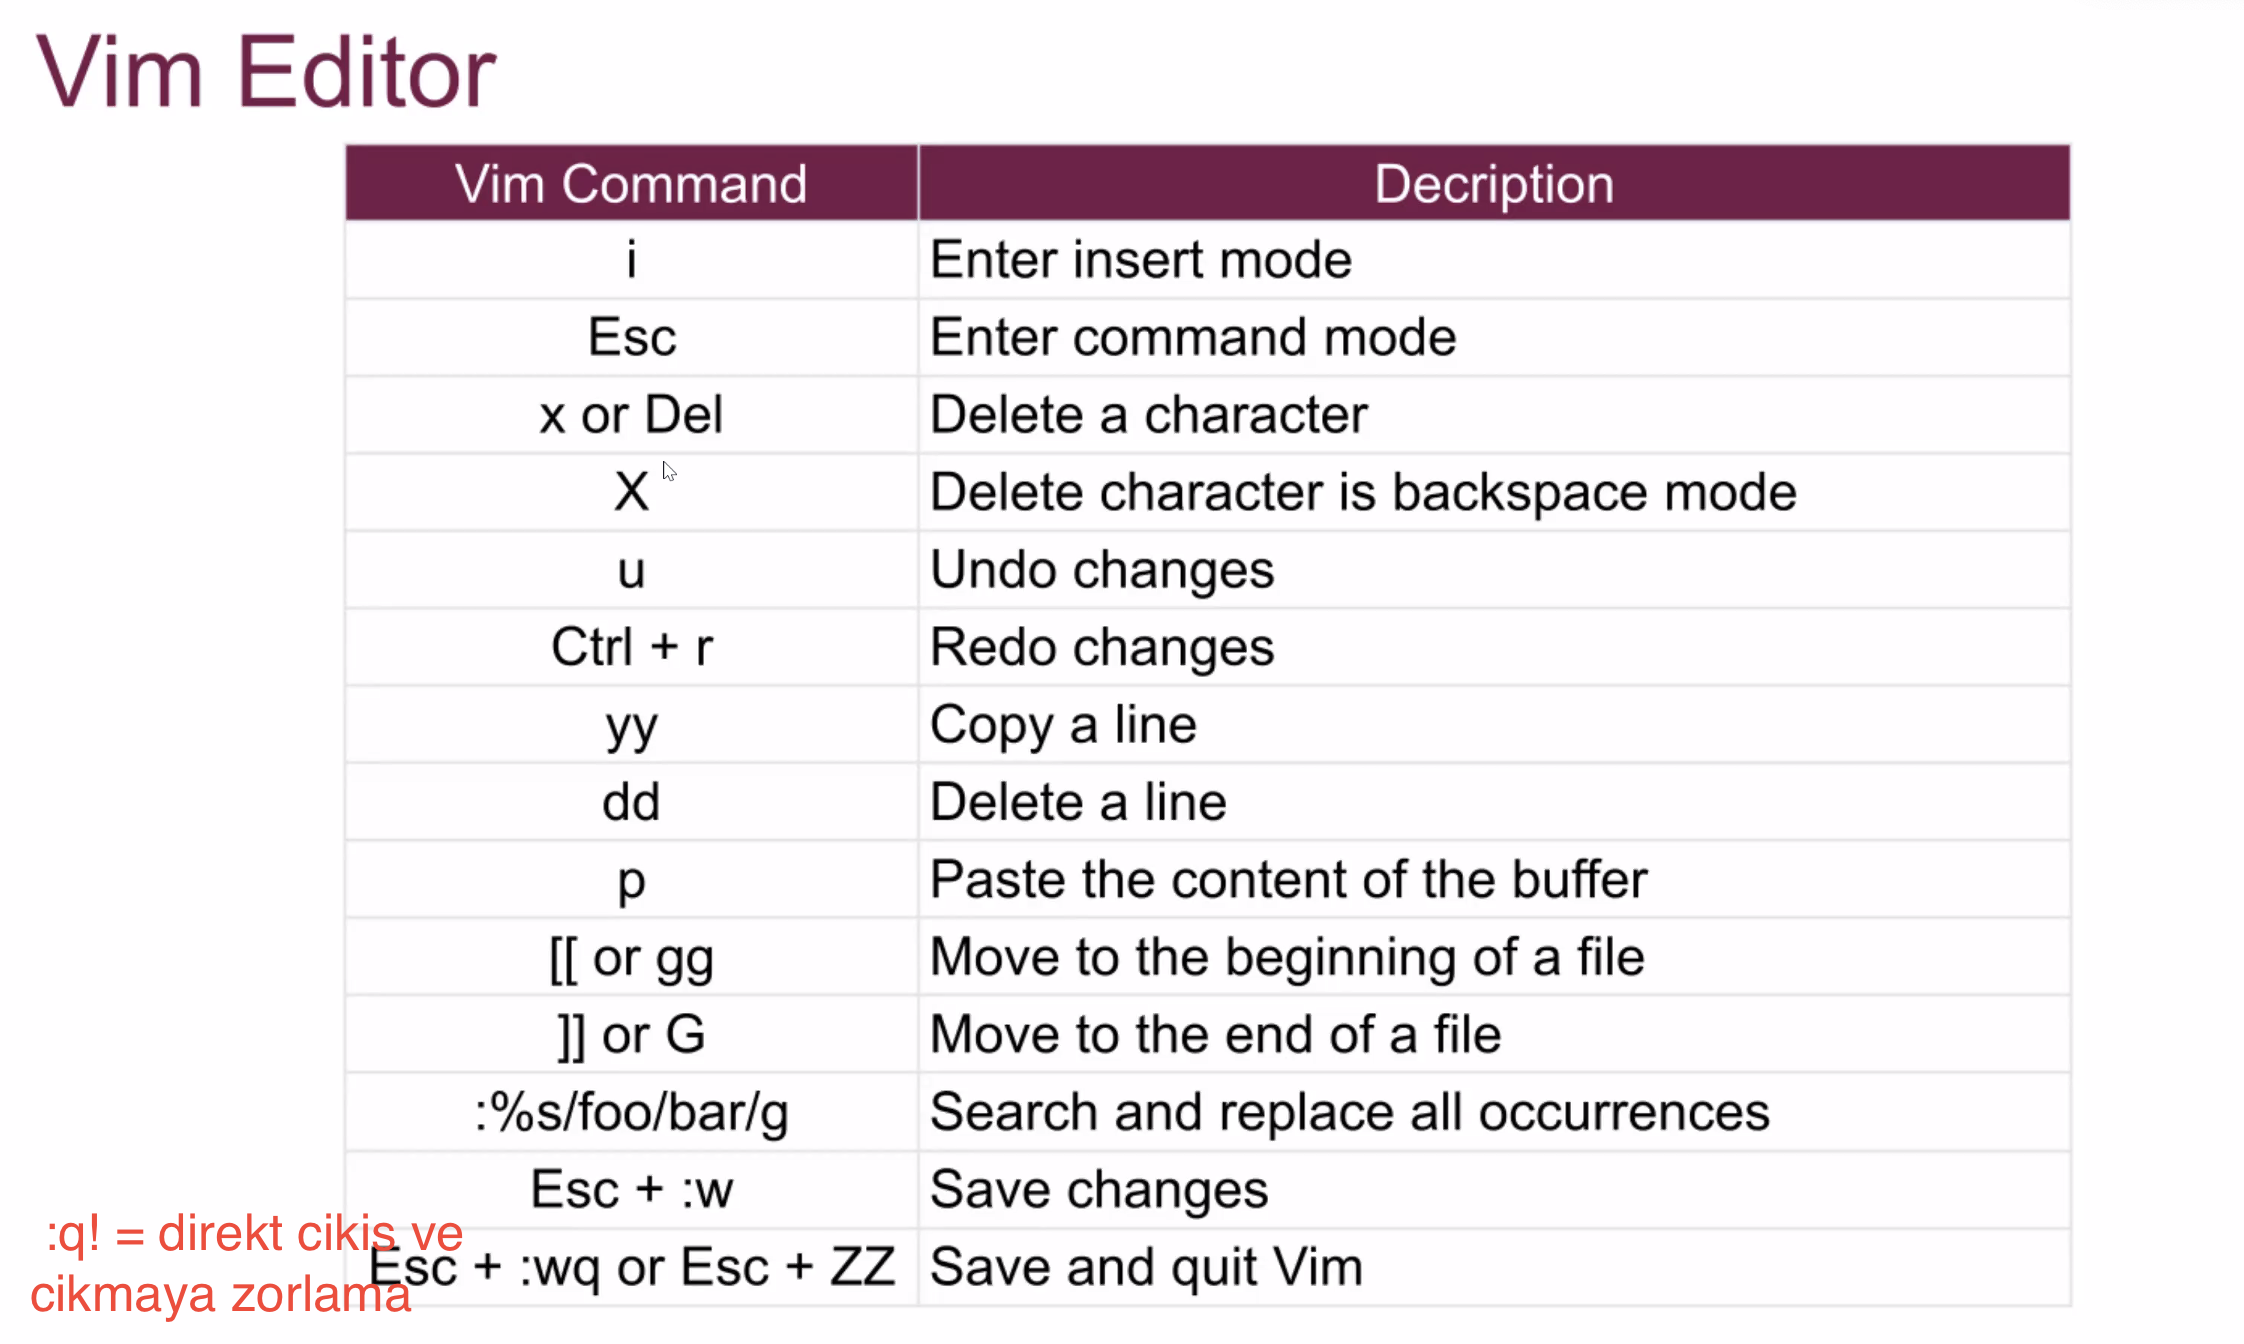 Vim Editor
Vim Command Decription
i Enter insert mode
Esc Enter command mode
x or Del Delete a character
X Delete character is backspace mode
u Undo changes
Ctrl + r Redo changes
yy Copy a line
dd Delete a line
p Paste the content of the buffer
[[ or gg Move to the beginning of a file
]] or G Move to the end of a file
:%s/foo/bar/g Search and replace all occurrences
Esc + :w Save changes
Esc + :wq or Esc + ZZ Save and quit Vim
:q! = direkt cikis ve
cikmaya zorlama